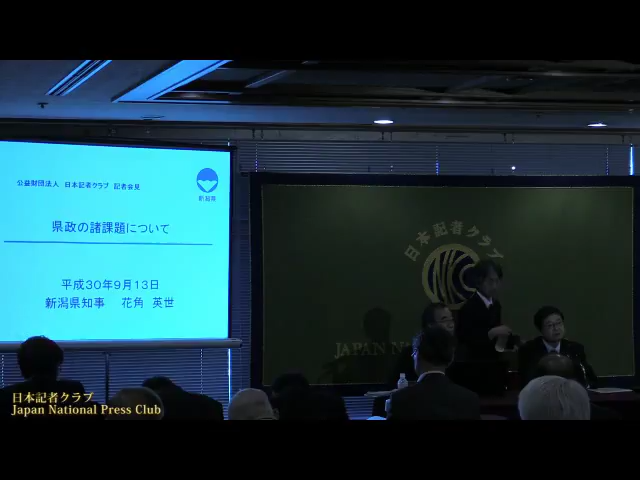 公益財団法人 日本記者クラブ 記者会見
新潟県
県政の諸課題について
平成30年9月13日
新潟県知事 花角 英世
日本記者クラブ
JAPAN NA
日本記者クラブ
Japan National Press Club